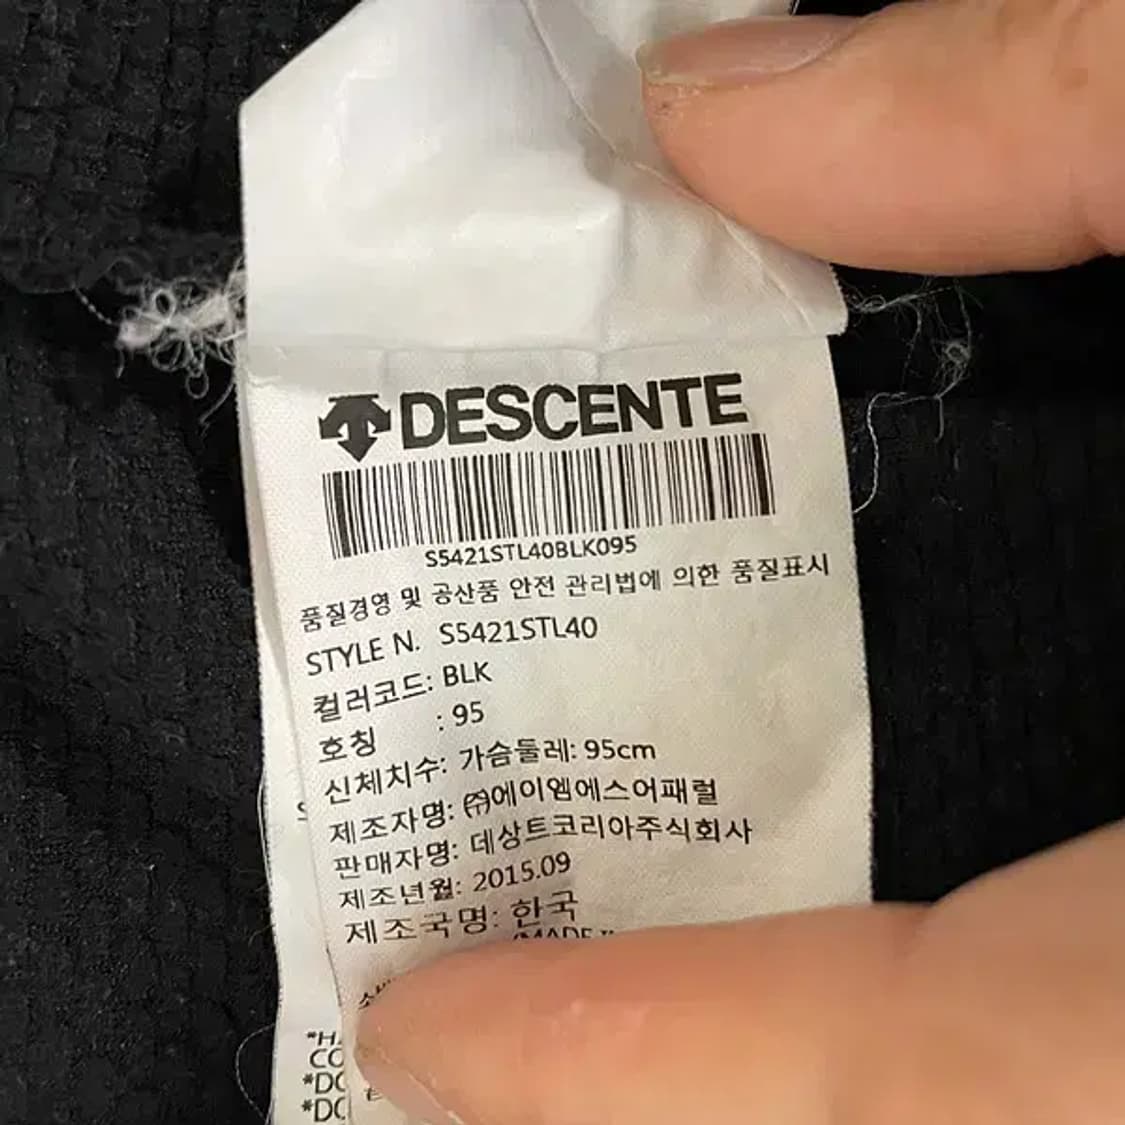 DESCENTE
S5421STL40BLK095
품질경영 및 공산품 안전 관리법에 의한 품질표시
STYLE N. S5421STL40
컬러코드: BLK
호칭 : 95
신체치수: 가슴둘레: 95cm
제조자명: ㈜에이엠에스어패럴
판매자명: 데상트코리아주식회사
제조년월: 2015.09
제조국명: 한국
(MADE
*H
CO
*DO
*DO